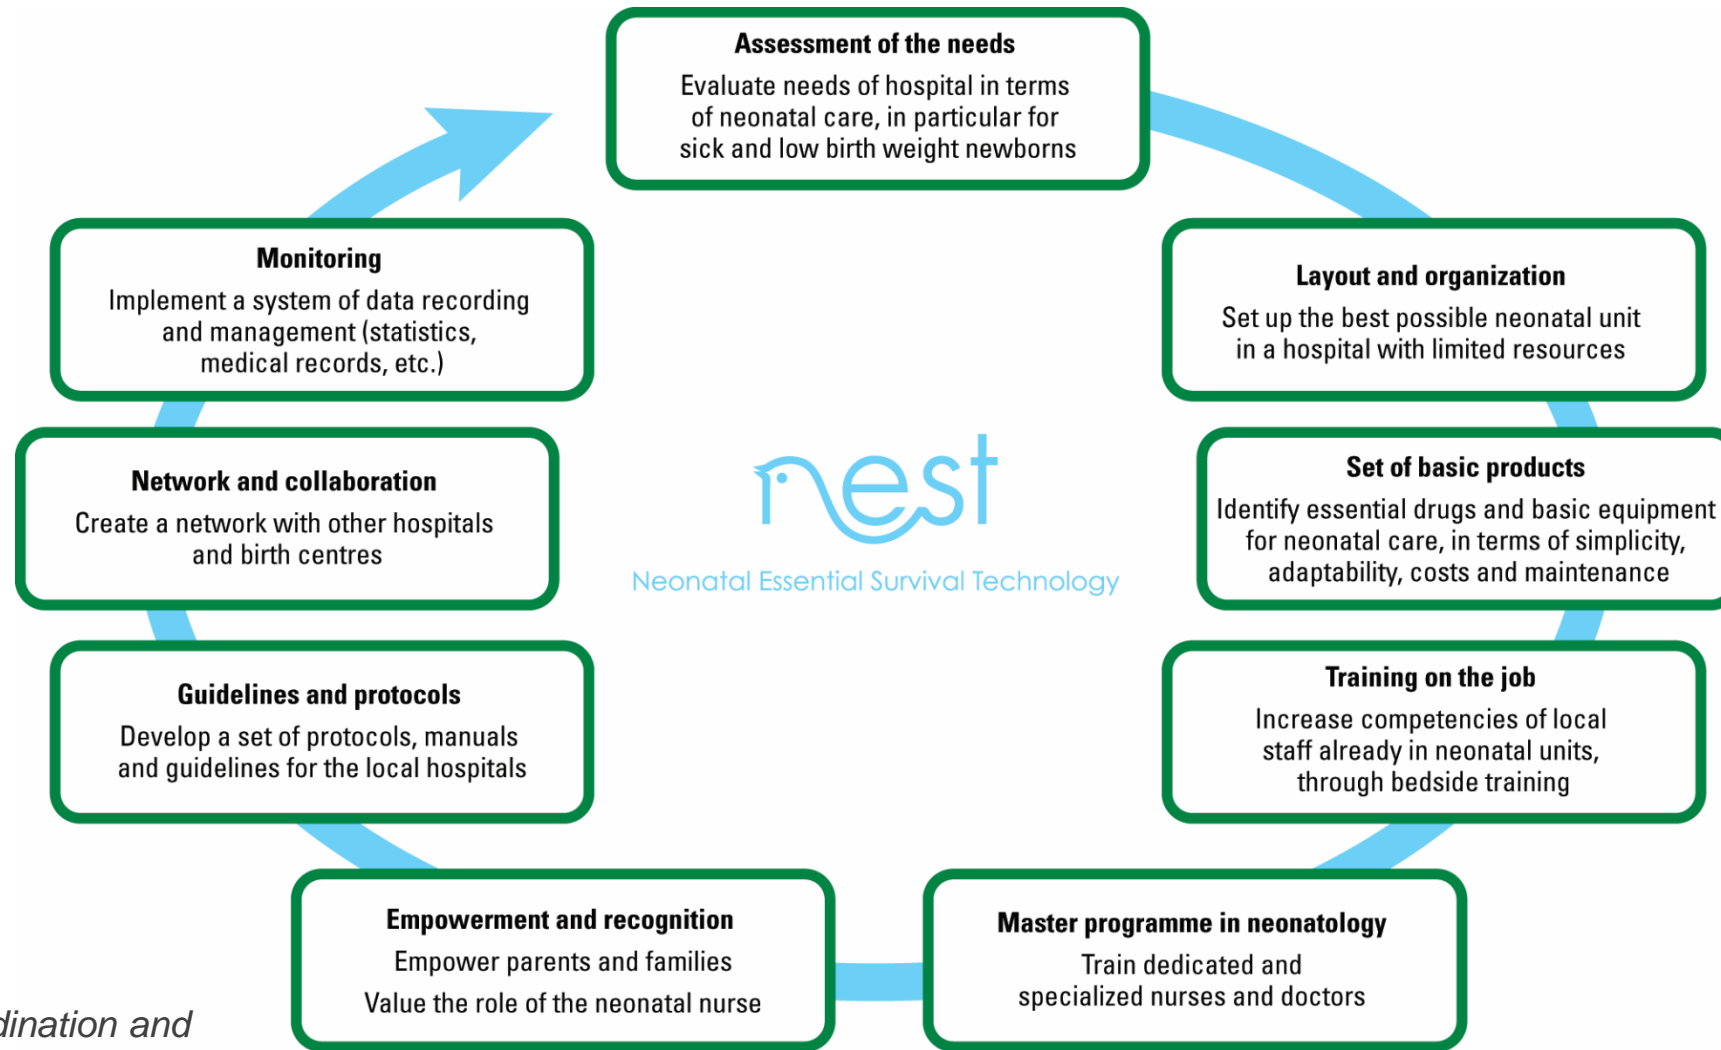 Assessment of the needs
Evaluate needs of hospital in terms
of neonatal care, in particular for
sick and low birth weight newborns
Layout and organization
Set up the best possible neonatal unit
in a hospital with limited resources
Set of basic products
Identify essential drugs and basic equipment
for neonatal care, in terms of simplicity,
adaptability, costs and maintenance
Training on the job
Increase competencies of local
staff already in neonatal units,
through bedside training
Master programme in neonatology
Train dedicated and
specialized nurses and doctors
Empowerment and recognition
Empower parents and families
Value the role of the neonatal nurse
Guidelines and protocols
Develop a set of protocols, manuals
and guidelines for the local hospitals
Network and collaboration
Create a network with other hospitals
and birth centres
Monitoring
Implement a system of data recording
and management (statistics,
medical records, etc.)
nest
Neonatal Essential Survival Technology
dination and